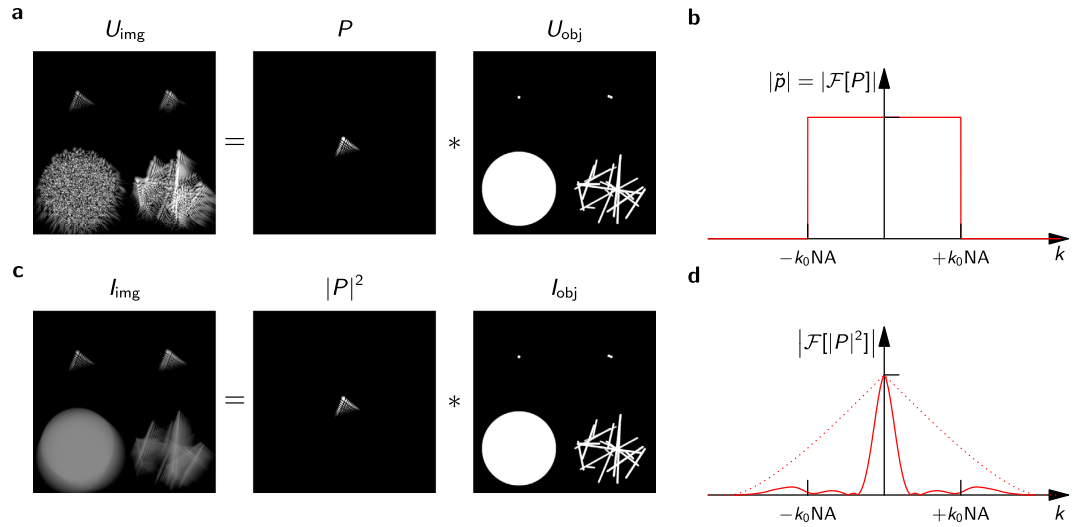 a
U_img P U_obj
= *
b
|p̃| = |F[P]|
−k₀NA +k₀NA k
c
I_img |P|² I_obj
= *
d
|F[|P|²]|
−k₀NA +k₀NA k